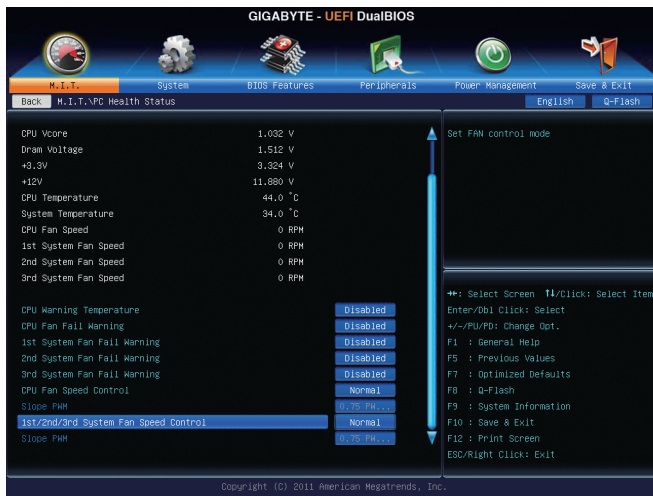 GIGABYTE - UEFI DualBIOS
M.I.T.
System
BIOS Features
Peripherals
Power Management
Save & Exit
Back M.I.T.\PC Health Status
English
Q-Flash
CPU Vcore 1.032 V
Dram Voltage 1.512 V
+3.3V 3.324 V
+12V 11.880 V
CPU Temperature 44.0 °C
System Temperature 34.0 °C
CPU Fan Speed 0 RPM
1st System Fan Speed 0 RPM
2nd System Fan Speed 0 RPM
3rd System Fan Speed 0 RPM
CPU Warning Temperature Disabled
CPU Fan Fail Warning Disabled
1st System Fan Fail Warning Disabled
2nd System Fan Fail Warning Disabled
3rd System Fan Fail Warning Disabled
CPU Fan Speed Control Normal
Slope PWM 0.75 PW...
1st/2nd/3rd System Fan Speed Control Normal
Slope PWM 0.75 PW...
Set FAN control mode
→←: Select Screen ↑↓/Click: Select Item
Enter/Dbl Click: Select
+/-/PU/PD: Change Opt.
F1 : General Help
F5 : Previous Values
F7 : Optimized Defaults
F8 : Q-Flash
F9 : System Information
F10 : Save & Exit
F12 : Print Screen
ESC/Right Click: Exit
Copyright (C) 2011 American Megatrends, Inc.